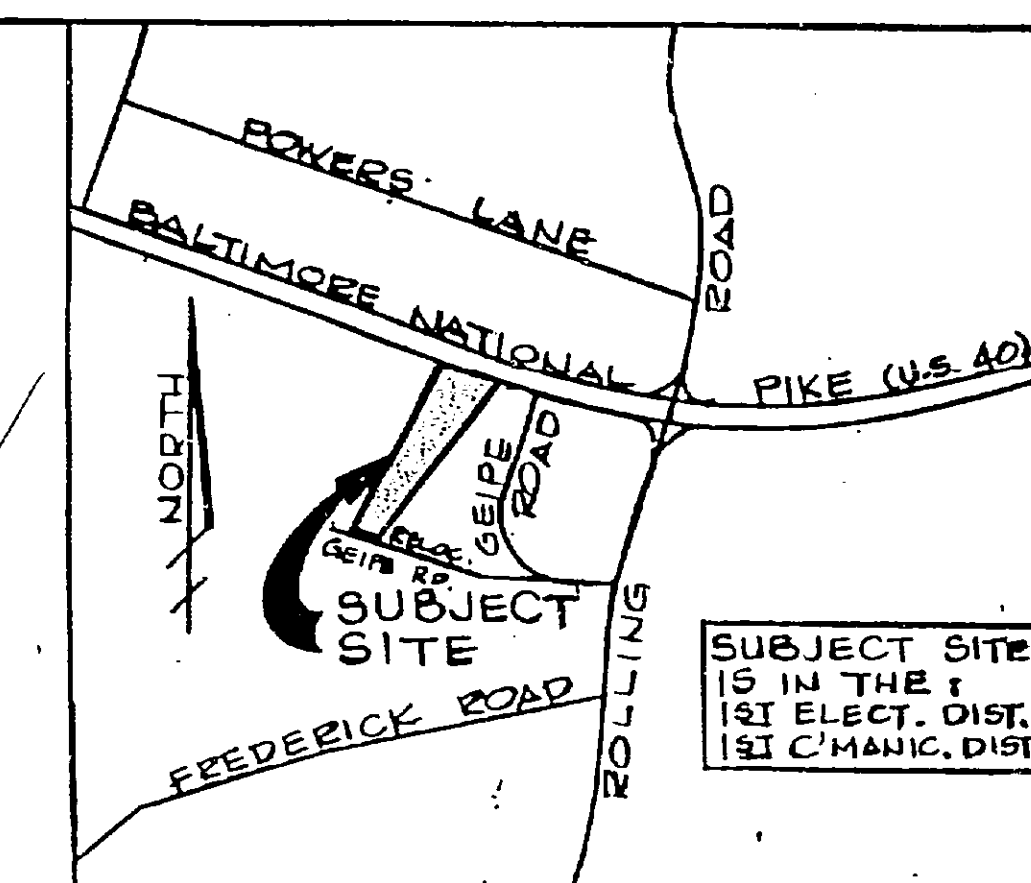 POWERS LANE
BALTIMORE NATIONAL PIKE (U.S. 40)
ROAD
NORTH
GEIPE ROAD
RELOC.
GEIPE RD.
SUBJECT
SITE
ROLLING
FREDERICK ROAD
SUBJECT SITE
IS IN THE :
1ST ELECT. DIST.
1ST C'MANIC. DIST